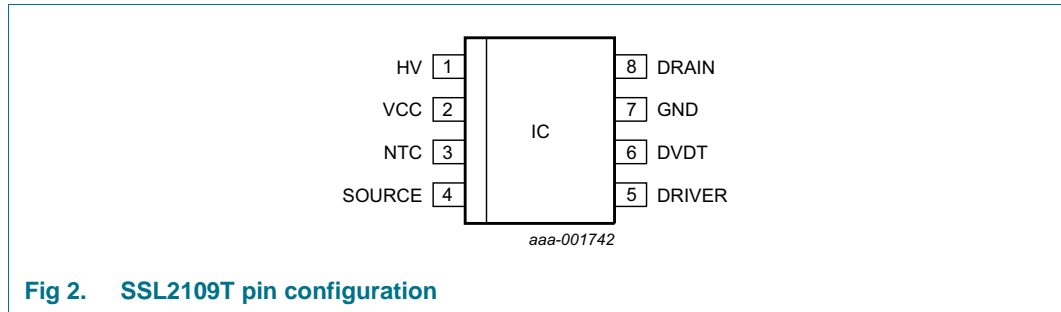 HV 1
VCC 2
NTC 3
SOURCE 4
IC
8 DRAIN
7 GND
6 DVDT
5 DRIVER
aaa-001742
Fig 2. SSL2109T pin configuration